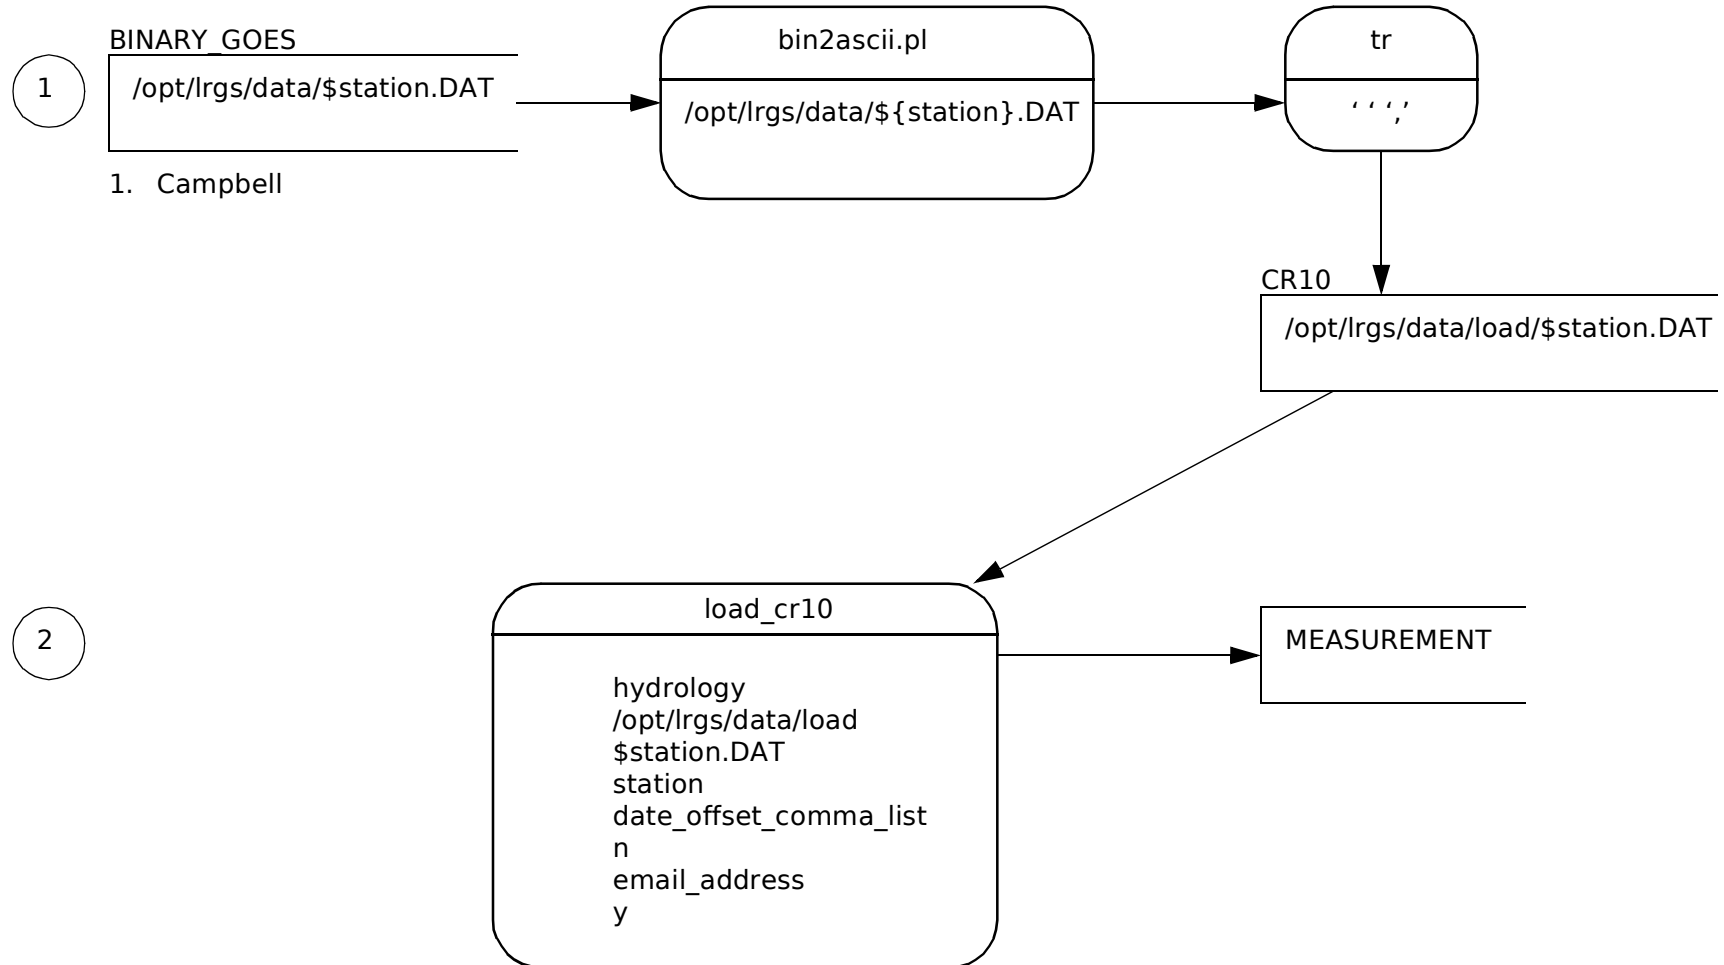 BINARY_GOES
bin2ascii.pl
tr
1
/opt/lrgs/data/$station.DAT
/opt/lrgs/data/${station}.DAT
‘ ‘ ‘,’
1. Campbell
CR10
/opt/lrgs/data/load/$station.DAT
load_cr10
2
MEASUREMENT
hydrology
/opt/lrgs/data/load
$station.DAT
station
date_offset_comma_list
n
email_address
y